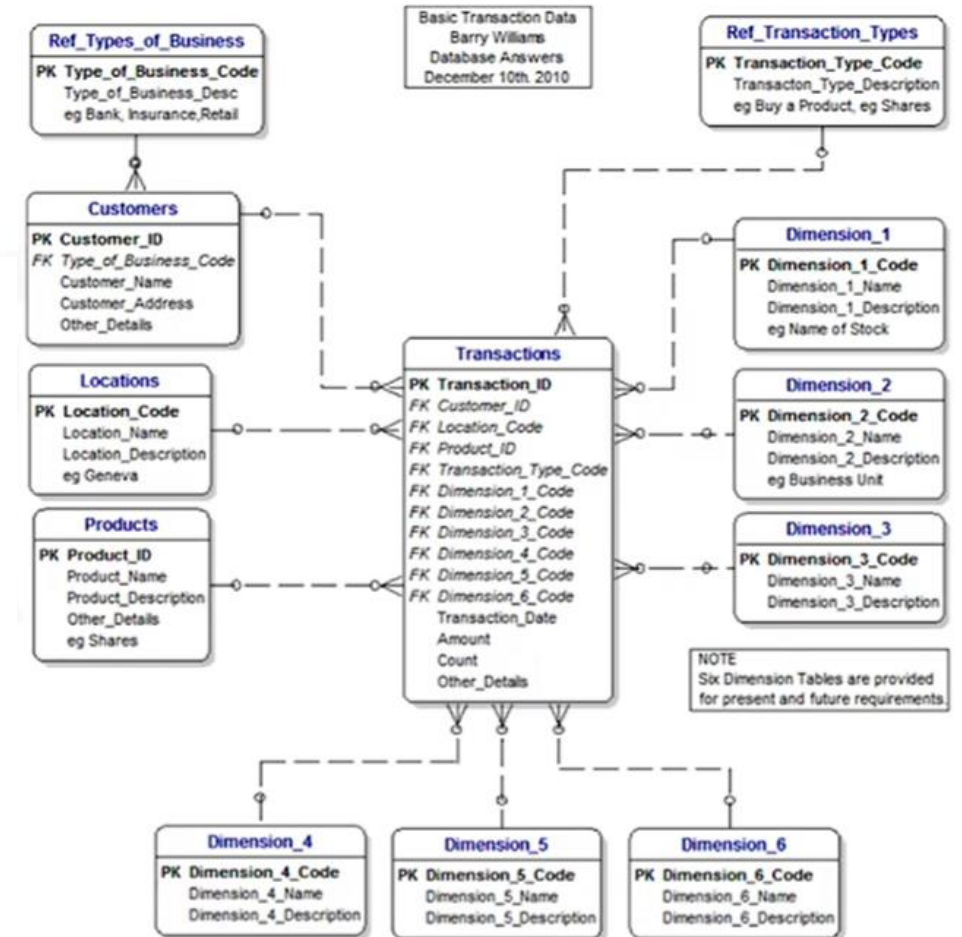 Basic Transaction Data
Barry Williams
Database Answers
December 10th. 2010
Ref_Types_of_Business
PK Type_of_Business_Code
Type_of_Business_Desc
eg Bank, Insurance,Retail
Ref_Transaction_Types
PK Transaction_Type_Code
Transacton_Type_Description
eg Buy a Product, eg Shares
Customers
PK Customer_ID
FK Type_of_Business_Code
Customer_Name
Customer_Address
Other_Details
Locations
PK Location_Code
Location_Name
Location_Description
eg Geneva
Products
PK Product_ID
Product_Name
Product_Description
Other_Details
eg Shares
Transactions
PK Transaction_ID
FK Customer_ID
FK Location_Code
FK Product_ID
FK Transaction_Type_Code
FK Dimension_1_Code
FK Dimension_2_Code
FK Dimension_3_Code
FK Dimension_4_Code
FK Dimension_5_Code
FK Dimension_6_Code
Transaction_Date
Amount
Count
Other_Details
Dimension_1
PK Dimension_1_Code
Dimension_1_Name
Dimension_1_Description
eg Name of Stock
Dimension_2
PK Dimension_2_Code
Dimension_2_Name
Dimension_2_Description
eg Business Unit
Dimension_3
PK Dimension_3_Code
Dimension_3_Name
Dimension_3_Description
NOTE
Six Dimension Tables are provided
for present and future requirements.
Dimension_4
PK Dimension_4_Code
Dimension_4_Name
Dimension_4_Description
Dimension_5
PK Dimension_5_Code
Dimension_5_Name
Dimension_5_Description
Dimension_6
PK Dimension_6_Code
Dimension_6_Name
Dimension_6_Description